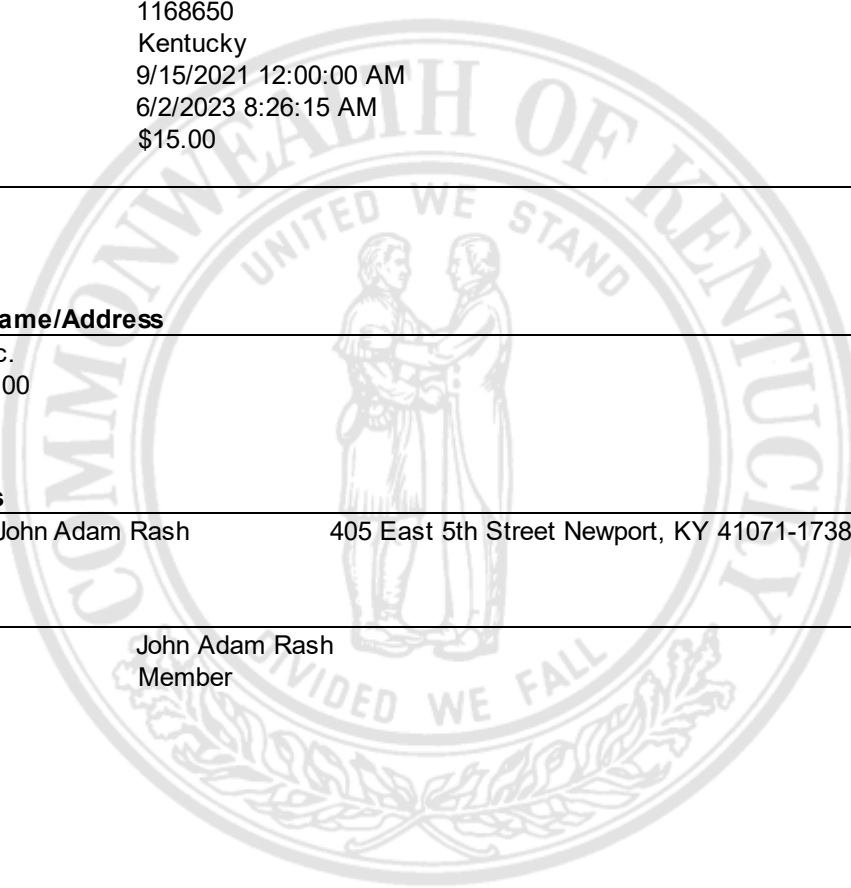 1168650
Kentucky
9/15/2021 12:00:00 AM
6/2/2023 8:26:15 AM
$15.00
ame/Address
c.
00
s
John Adam Rash 405 East 5th Street Newport, KY 41071-1738
John Adam Rash
Member
COMMONWEALTH OF KENTUCKY
UNITED WE STAND
DIVIDED WE FALL